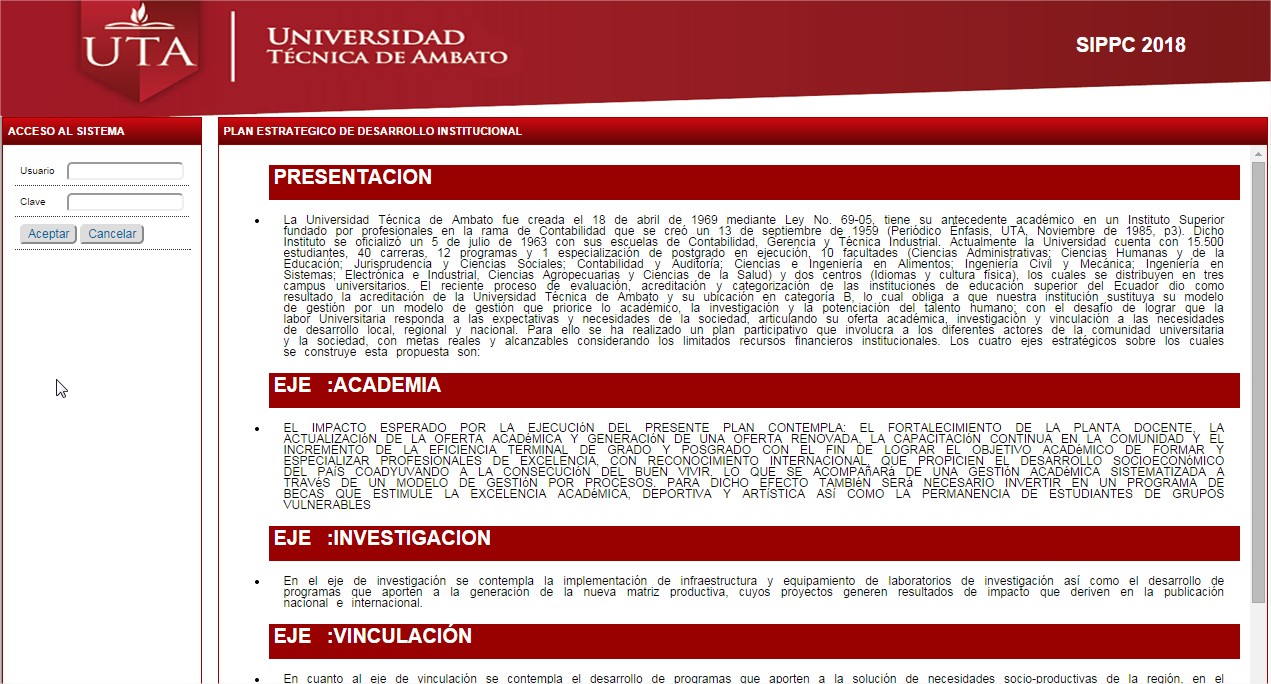 UTA
UNIVERSIDAD
TÉCNICA DE AMBATO
SIPPC 2018
ACCESO AL SISTEMA
Usuario
Clave
Aceptar Cancelar
PLAN ESTRATEGICO DE DESARROLLO INSTITUCIONAL
PRESENTACION
• La Universidad Técnica de Ambato fue creada el 18 de abril de 1969 mediante Ley No. 69-05, tiene su antecedente académico en un Instituto Superior
fundado por profesionales en la rama de Contabilidad que se creó un 13 de septiembre de 1959 (Periódico Énfasis, UTA, Noviembre de 1985, p3). Dicho
Instituto se oficializó un 5 de julio de 1963 con sus escuelas de Contabilidad, Gerencia y Técnica Industrial. Actualmente la Universidad cuenta con 15.500
estudiantes, 40 carreras, 12 programas y 1 especialización de postgrado en ejecución, 10 facultades (Ciencias Administrativas; Ciencias Humanas y de la
Educación; Jurisprudencia y Ciencias Sociales; Contabilidad y Auditoría; Ciencias e Ingeniería en Alimentos; Ingeniería Civil y Mecánica; Ingeniería en
Sistemas; Electrónica e Industrial, Ciencias Agropecuarias y Ciencias de la Salud) y dos centros (Idiomas y cultura física), los cuales se distribuyen en tres
campus universitarios. El reciente proceso de evaluación, acreditación y categorización de las instituciones de educación superior del Ecuador dio como
resultado la acreditación de la Universidad Técnica de Ambato y su ubicación en categoría B, lo cual obliga a que nuestra institución sustituya su modelo
de gestión por un modelo de gestión que priorice lo académico, la investigación y la potenciación del talento humano; con el desafío de lograr que la
labor Universitaria responda a las expectativas y necesidades de la sociedad, articulando su oferta académica, investigación y vinculación a las necesidades
de desarrollo local, regional y nacional. Para ello se ha realizado un plan participativo que involucra a los diferentes actores de la comunidad universitaria
y la sociedad, con metas reales y alcanzables considerando los limitados recursos financieros institucionales. Los cuatro ejes estratégicos sobre los cuales
se construye esta propuesta son:
EJE :ACADEMIA
• EL IMPACTO ESPERADO POR LA EJECUCIóN DEL PRESENTE PLAN CONTEMPLA: EL FORTALECIMIENTO DE LA PLANTA DOCENTE, LA
ACTUALIZACIóN DE LA OFERTA ACADéMICA Y GENERACIóN DE UNA OFERTA RENOVADA, LA CAPACITACIóN CONTINUA EN LA COMUNIDAD Y EL
INCREMENTO DE LA EFICIENCIA TERMINAL DE GRADO Y POSGRADO CON EL FIN DE LOGRAR EL OBJETIVO ACADéMICO DE FORMAR Y
ESPECIALIZAR PROFESIONALES DE EXCELENCIA, CON RECONOCIMIENTO INTERNACIONAL, QUE PROPICIEN EL DESARROLLO SOCIOECONóMICO
DEL PAíS COADYUVANDO A LA CONSECUCIóN DEL BUEN VIVIR, LO QUE SE ACOMPAñARá DE UNA GESTIóN ACADéMICA SISTEMATIZADA A
TRAVéS DE UN MODELO DE GESTIóN POR PROCESOS. PARA DICHO EFECTO TAMBIéN SERá NECESARIO INVERTIR EN UN PROGRAMA DE
BECAS QUE ESTIMULE LA EXCELENCIA ACADéMICA, DEPORTIVA Y ARTíSTICA ASí COMO LA PERMANENCIA DE ESTUDIANTES DE GRUPOS
VULNERABLES
EJE :INVESTIGACION
• En el eje de investigación se contempla la implementación de infraestructura y equipamiento de laboratorios de investigación así como el desarrollo de
programas que aporten a la generación de la nueva matriz productiva, cuyos proyectos generen resultados de impacto que deriven en la publicación
nacional e internacional.
EJE :VINCULACIÓN
• En cuanto al eje de vinculación se contempla el desarrollo de programas que aporten a la solución de necesidades socio-productivas de la región, en el